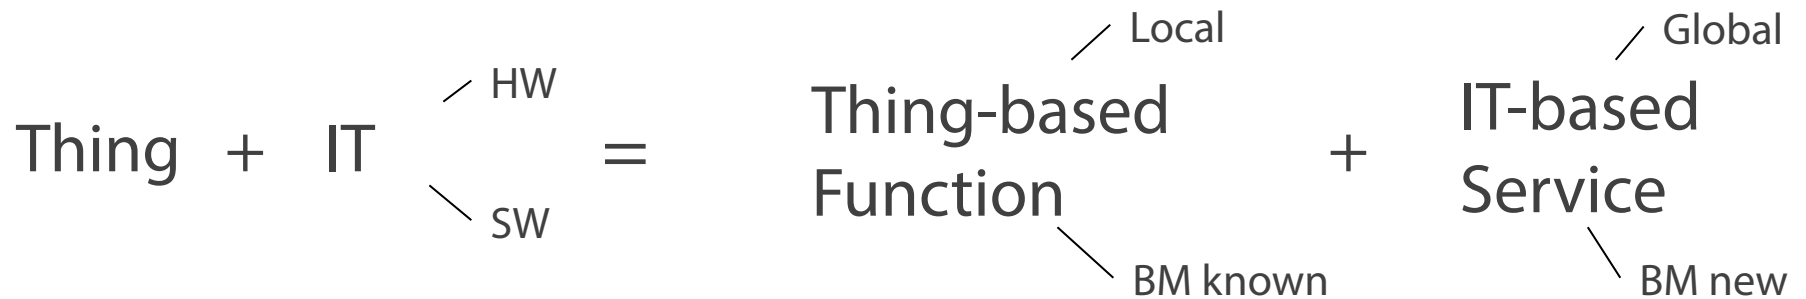 Thing + IT
HW
SW
=
Local
Thing-based
Function
BM known
+
Global
IT-based
Service
BM new